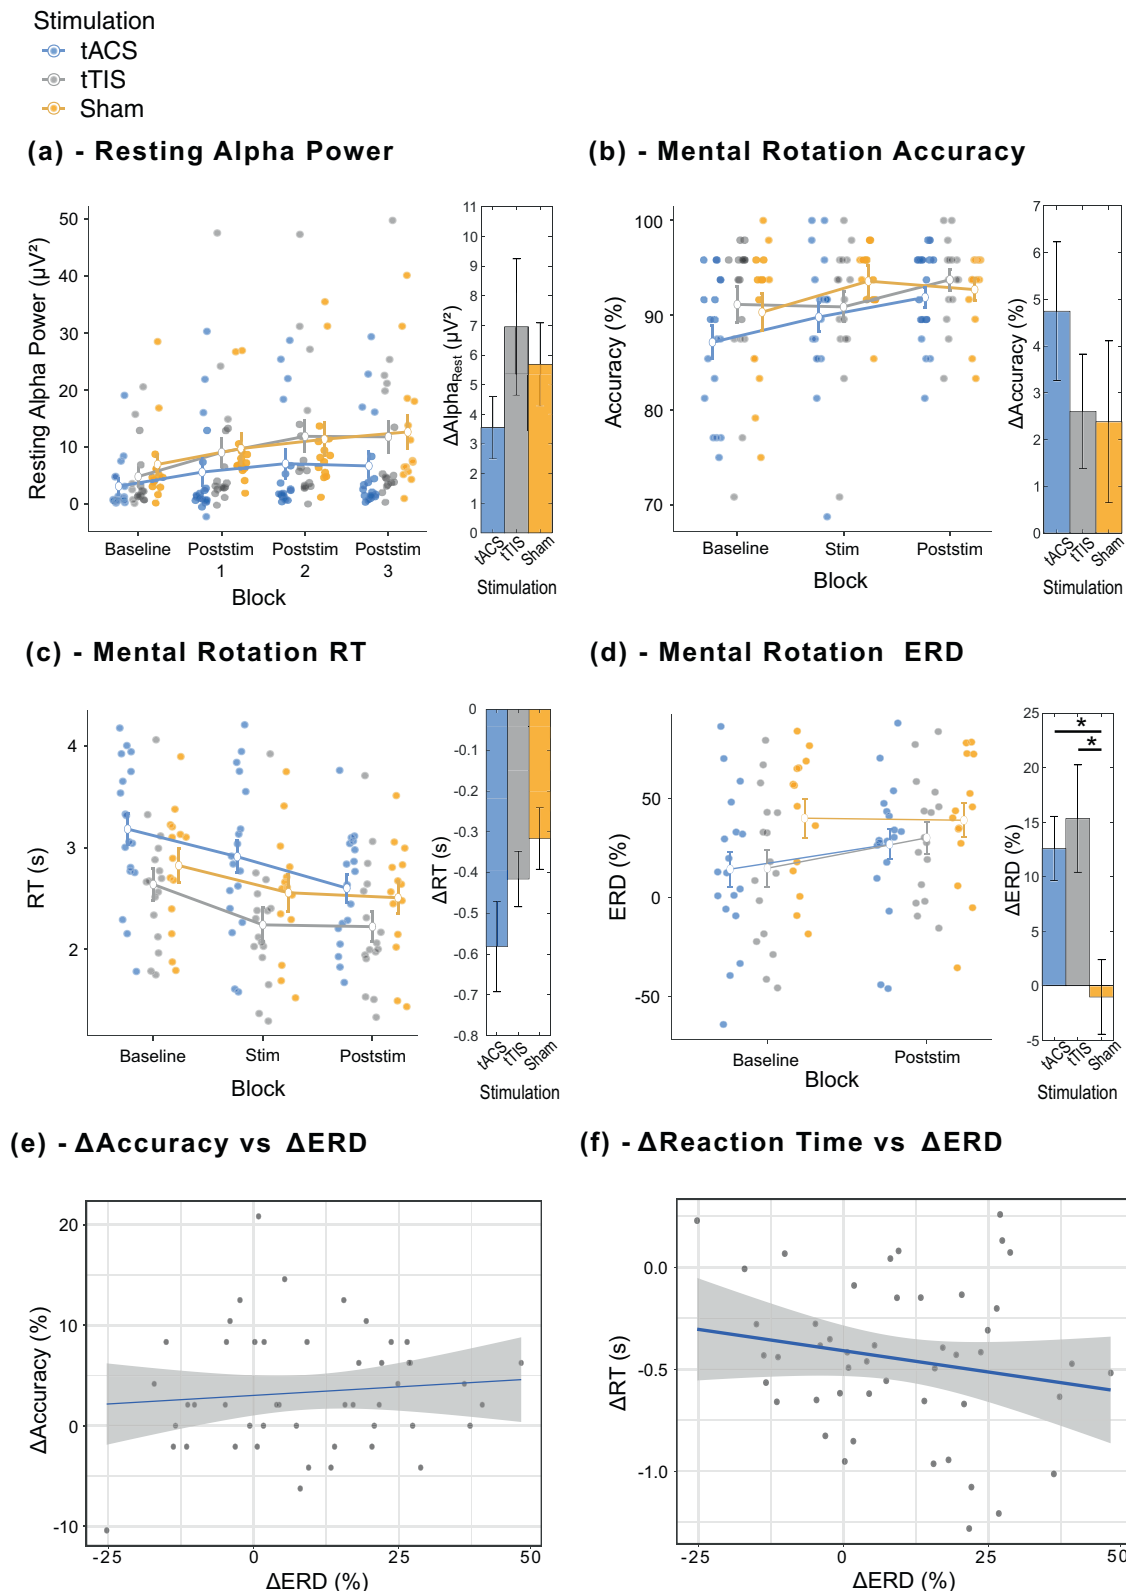 Stimulation
tACS
tTIS
Sham
(a) - Resting Alpha Power
Resting Alpha Power (µV²)
50
40
30
20
10
0
Baseline
Poststim 1
Poststim 2
Poststim 3
Block
ΔAlphaRest (µV²)
11
10
9
8
7
6
5
4
3
2
1
0
tACS
tTIS
Sham
Stimulation
(b) - Mental Rotation Accuracy
Accuracy (%)
100
90
80
70
Baseline
Stim
Poststim
Block
ΔAccuracy (%)
7
6
5
4
3
2
1
0
tACS
tTIS
Sham
Stimulation
(c) - Mental Rotation RT
RT (s)
4
3
2
Baseline
Stim
Poststim
Block
ΔRT (s)
0
-0.1
-0.2
-0.3
-0.4
-0.5
-0.6
-0.7
-0.8
tACS
tTIS
Sham
Stimulation
(d) - Mental Rotation ERD
ERD (%)
50
0
-50
Baseline
Poststim
Block
ΔERD (%)
25
20
15
10
5
0
-5
*
*
tACS
tTIS
Sham
Stimulation
(e) - ΔAccuracy vs ΔERD
ΔAccuracy (%)
20
10
0
-10
-25
0
25
50
ΔERD (%)
(f) - ΔReaction Time vs ΔERD
ΔRT (s)
0.0
-0.5
-1.0
-25
0
25
50
ΔERD (%)